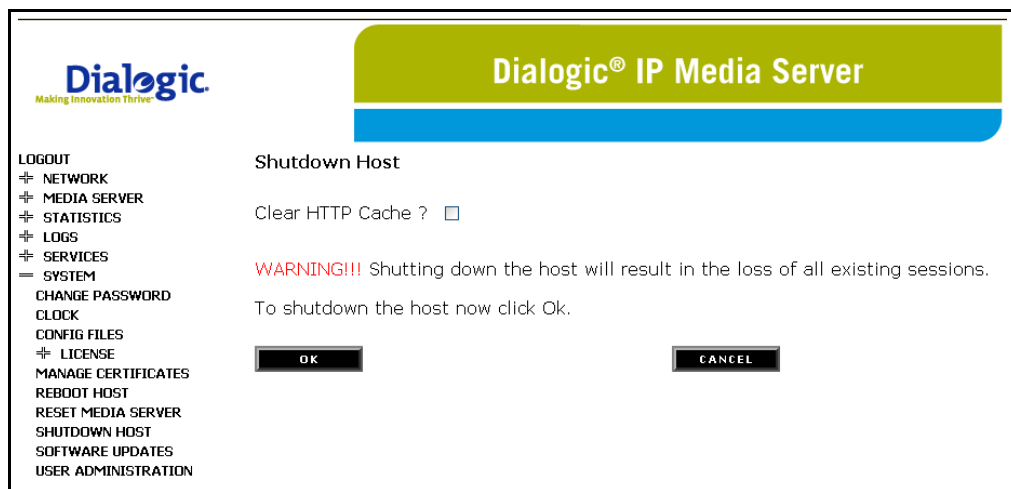 Dialogic.
Making Innovation Thrive™
Dialogic® IP Media Server
LOGOUT
NETWORK
MEDIA SERVER
STATISTICS
LOGS
SERVICES
SYSTEM
CHANGE PASSWORD
CLOCK
CONFIG FILES
LICENSE
MANAGE CERTIFICATES
REBOOT HOST
RESET MEDIA SERVER
SHUTDOWN HOST
SOFTWARE UPDATES
USER ADMINISTRATION
Shutdown Host
Clear HTTP Cache ?
WARNING!!! Shutting down the host will result in the loss of all existing sessions.
To shutdown the host now click Ok.
OK
CANCEL